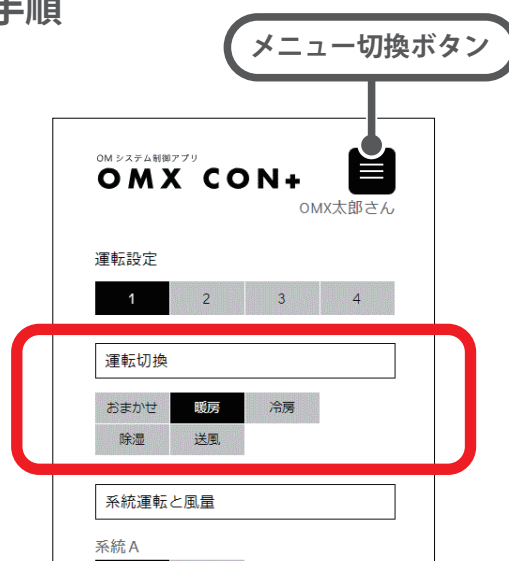 手順
メニュー切換ボタン
OMシステム制御アプリ
OMX CON+
OMX太郎さん
運転設定
1 2 3 4
運転切換
おまかせ 暖房 冷房
除湿 送風
系統運転と風量
系統A